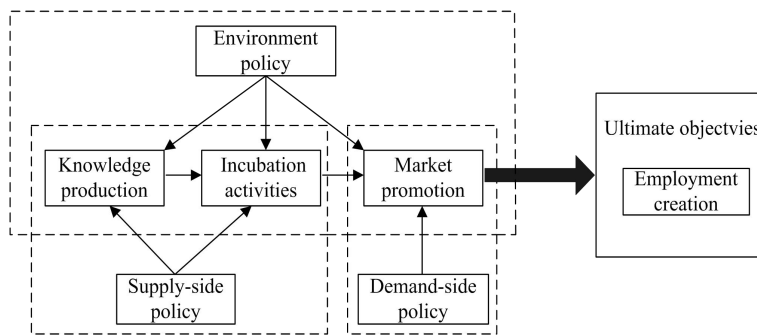 Environment
policy
Ultimate objectvies
Knowledge
production
Incubation
activities
Market
promotion
Employment
creation
Supply-side
policy
Demand-side
policy